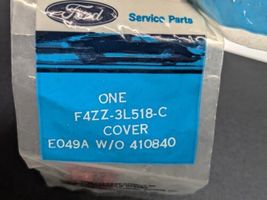 Ford
Service Parts
ONE
F4ZZ-3L518-C
COVER
E049A W/O 410840